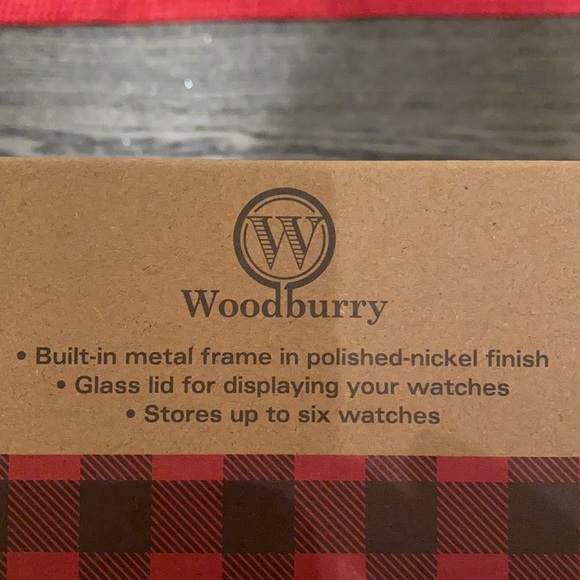 W
Woodburry
• Built-in metal frame in polished-nickel finish
• Glass lid for displaying your watches
• Stores up to six watches